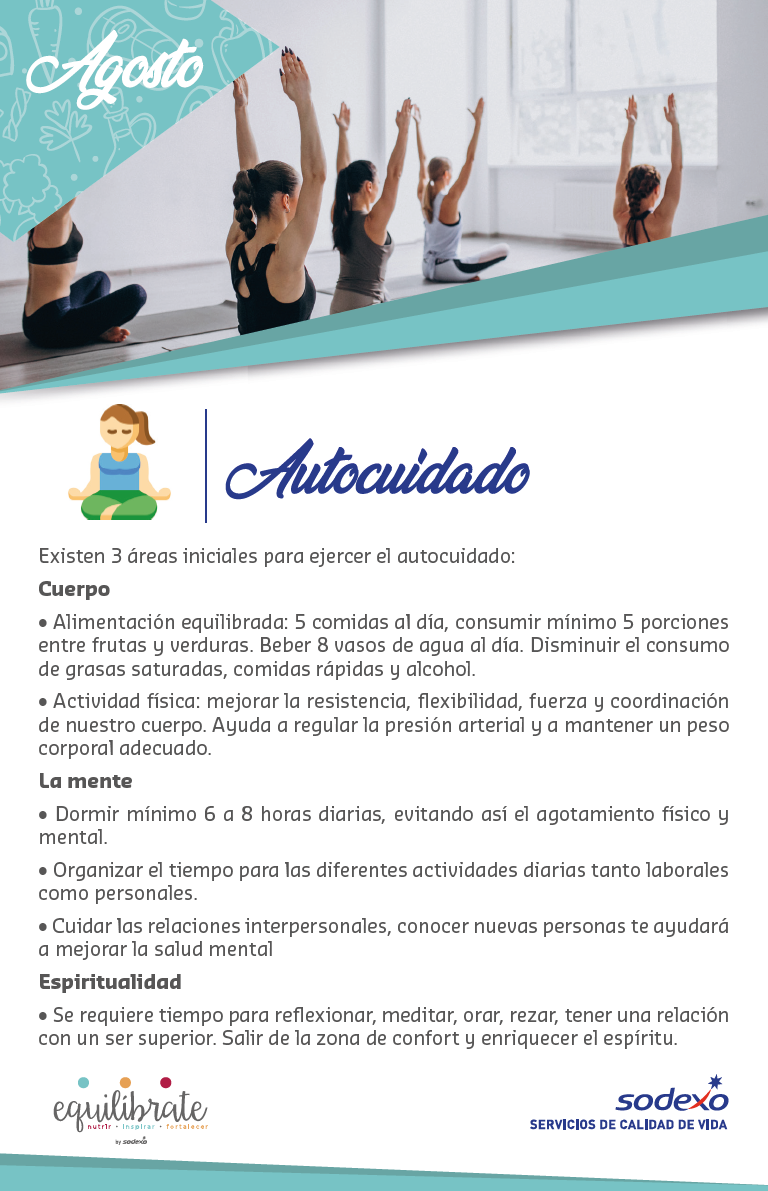 Agosto
Autocuidado
Existen 3 áreas iniciales para ejercer el autocuidado:
Cuerpo
• Alimentación equilibrada: 5 comidas al día, consumir mínimo 5 porciones
entre frutas y verduras. Beber 8 vasos de agua al día. Disminuir el consumo
de grasas saturadas, comidas rápidas y alcohol.
• Actividad física: mejorar la resistencia, flexibilidad, fuerza y coordinación
de nuestro cuerpo. Ayuda a regular la presión arterial y a mantener un peso
corporal adecuado.
La mente
• Dormir mínimo 6 a 8 horas diarias, evitando así el agotamiento físico y
mental.
• Organizar el tiempo para las diferentes actividades diarias tanto laborales
como personales.
• Cuidar las relaciones interpersonales, conocer nuevas personas te ayudará
a mejorar la salud mental
Espiritualidad
• Se requiere tiempo para reflexionar, meditar, orar, rezar, tener una relación
con un ser superior. Salir de la zona de confort y enriquecer el espíritu.
equilibrate
nutrir • inspirar • fortalecer
by sodexo
sodexo
SERVICIOS DE CALIDAD DE VIDA